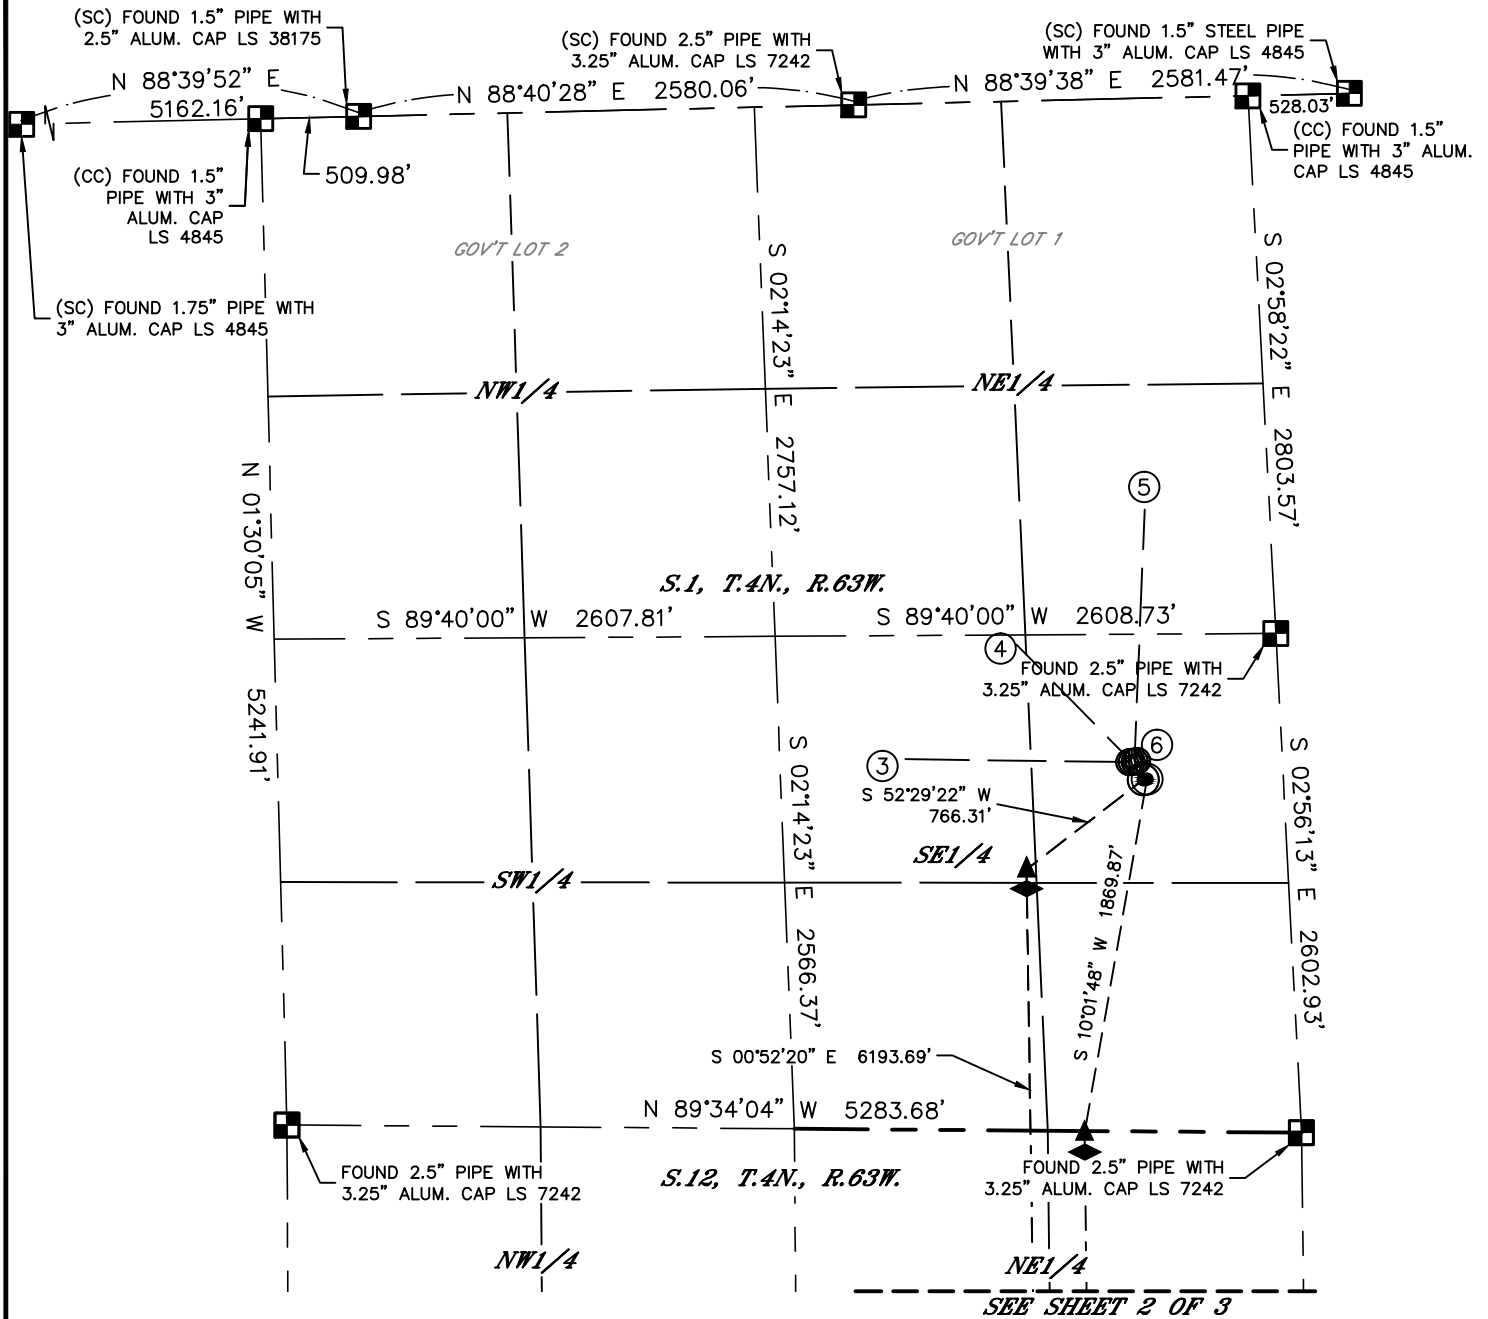 (SC) FOUND 1.5" PIPE WITH
2.5" ALUM. CAP LS 38175
(SC) FOUND 2.5" PIPE WITH
3.25" ALUM. CAP LS 7242
(SC) FOUND 1.5" STEEL PIPE
WITH 3" ALUM. CAP LS 4845
N 88°39'52" E
5162.16'
N 88°40'28" E 2580.06'
N 88°39'38" E 2581.47'
528.03'
(CC) FOUND 1.5"
PIPE WITH 3" ALUM.
CAP LS 4845
509.98'
(CC) FOUND 1.5"
PIPE WITH 3"
ALUM. CAP
LS 4845
(SC) FOUND 1.75" PIPE WITH
3" ALUM. CAP LS 4845
GOV'T LOT 2
GOV'T LOT 1
S 02°14'23" E 2757.12'
S 02°58'22" E 2803.57'
NW1/4
NE1/4
N 01°30'05" W 5241.91'
5
S.1, T.4N., R.63W.
S 89°40'00" W 2607.81'
S 89°40'00" W 2608.73'
4
FOUND 2.5" PIPE WITH
3.25" ALUM. CAP LS 7242
6
3
S 52°29'22" W
766.31'
S 02°14'23" E 2566.37'
S 02°56'13" E 2602.93'
SE1/4
SW1/4
S 10°01'48" W 1869.87'
S 00°52'20" E 6193.69'
N 89°34'04" W 5283.68'
FOUND 2.5" PIPE WITH
3.25" ALUM. CAP LS 7242
S.12, T.4N., R.63W.
FOUND 2.5" PIPE WITH
3.25" ALUM. CAP LS 7242
NW1/4
NE1/4
SEE SHEET 2 OF 3